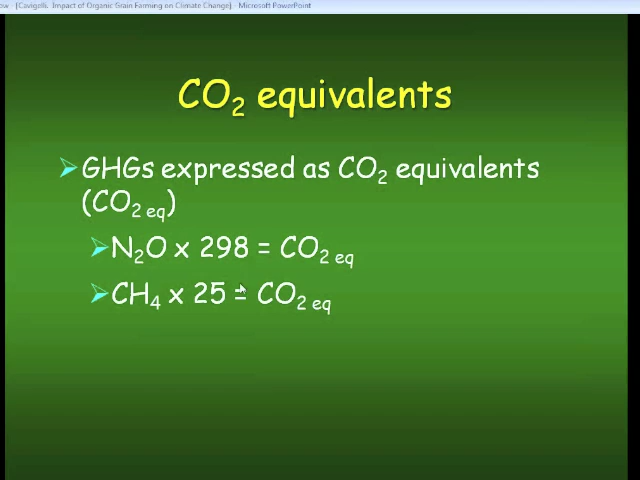 ow - [Cavigelli. Impact of Organic Grain Farming on Climate Change] - Microsoft PowerPoint
CO₂ equivalents
GHGs expressed as CO₂ equivalents
(CO₂ eq)
N₂O x 298 = CO₂ eq
CH₄ x 25 = CO₂ eq